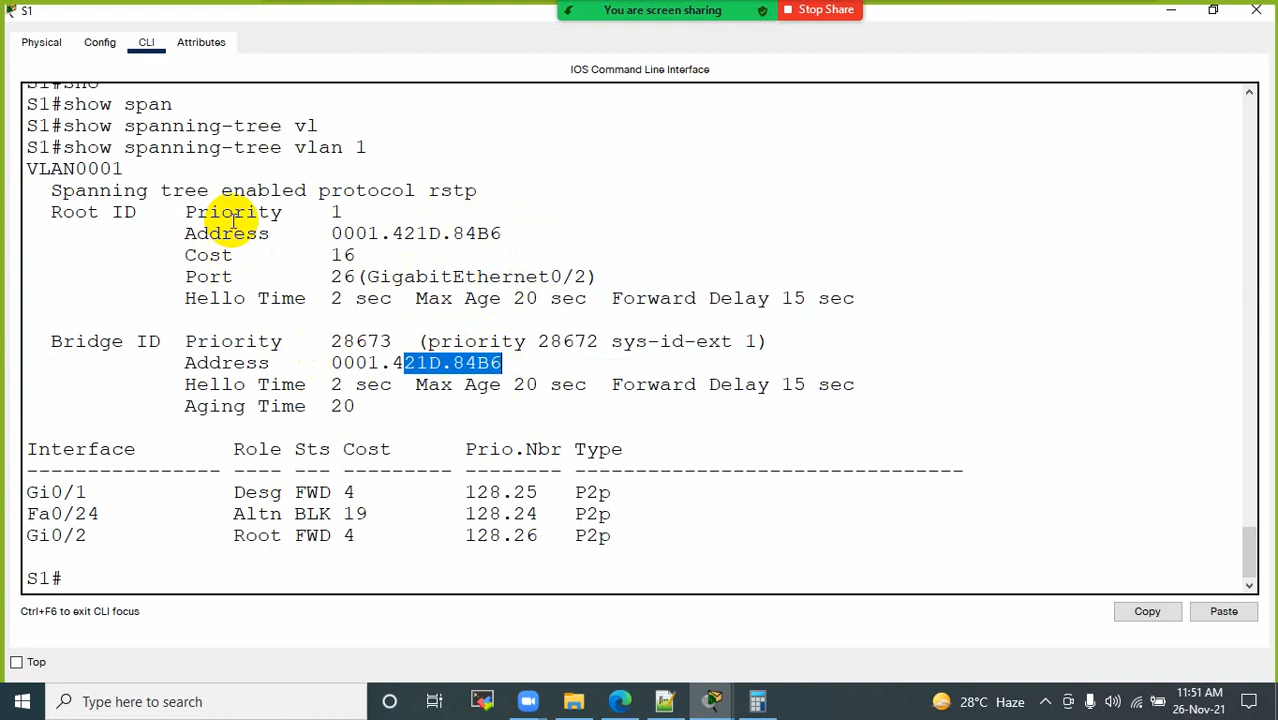 S1
You are screen sharing
Stop Share
Physical Config CLI Attributes
IOS Command Line Interface
S1#sho
S1#show span
S1#show spanning-tree vl
S1#show spanning-tree vlan 1
VLAN0001
Spanning tree enabled protocol rstp
Root ID Priority 1
Address 0001.421D.84B6
Cost 16
Port 26(GigabitEthernet0/2)
Hello Time 2 sec Max Age 20 sec Forward Delay 15 sec
Bridge ID Priority 28673 (priority 28672 sys-id-ext 1)
Address 0001.421D.84B6
Hello Time 2 sec Max Age 20 sec Forward Delay 15 sec
Aging Time 20
Interface Role Sts Cost Prio.Nbr Type
---------------- ---- --- --------- -------- --------------------------------
Gi0/1 Desg FWD 4 128.25 P2p
Fa0/24 Altn BLK 19 128.24 P2p
Gi0/2 Root FWD 4 128.26 P2p
S1#
Ctrl+F6 to exit CLI focus
Copy Paste
Top
Type here to search
28°C Haze
11:51 AM
26-Nov-21